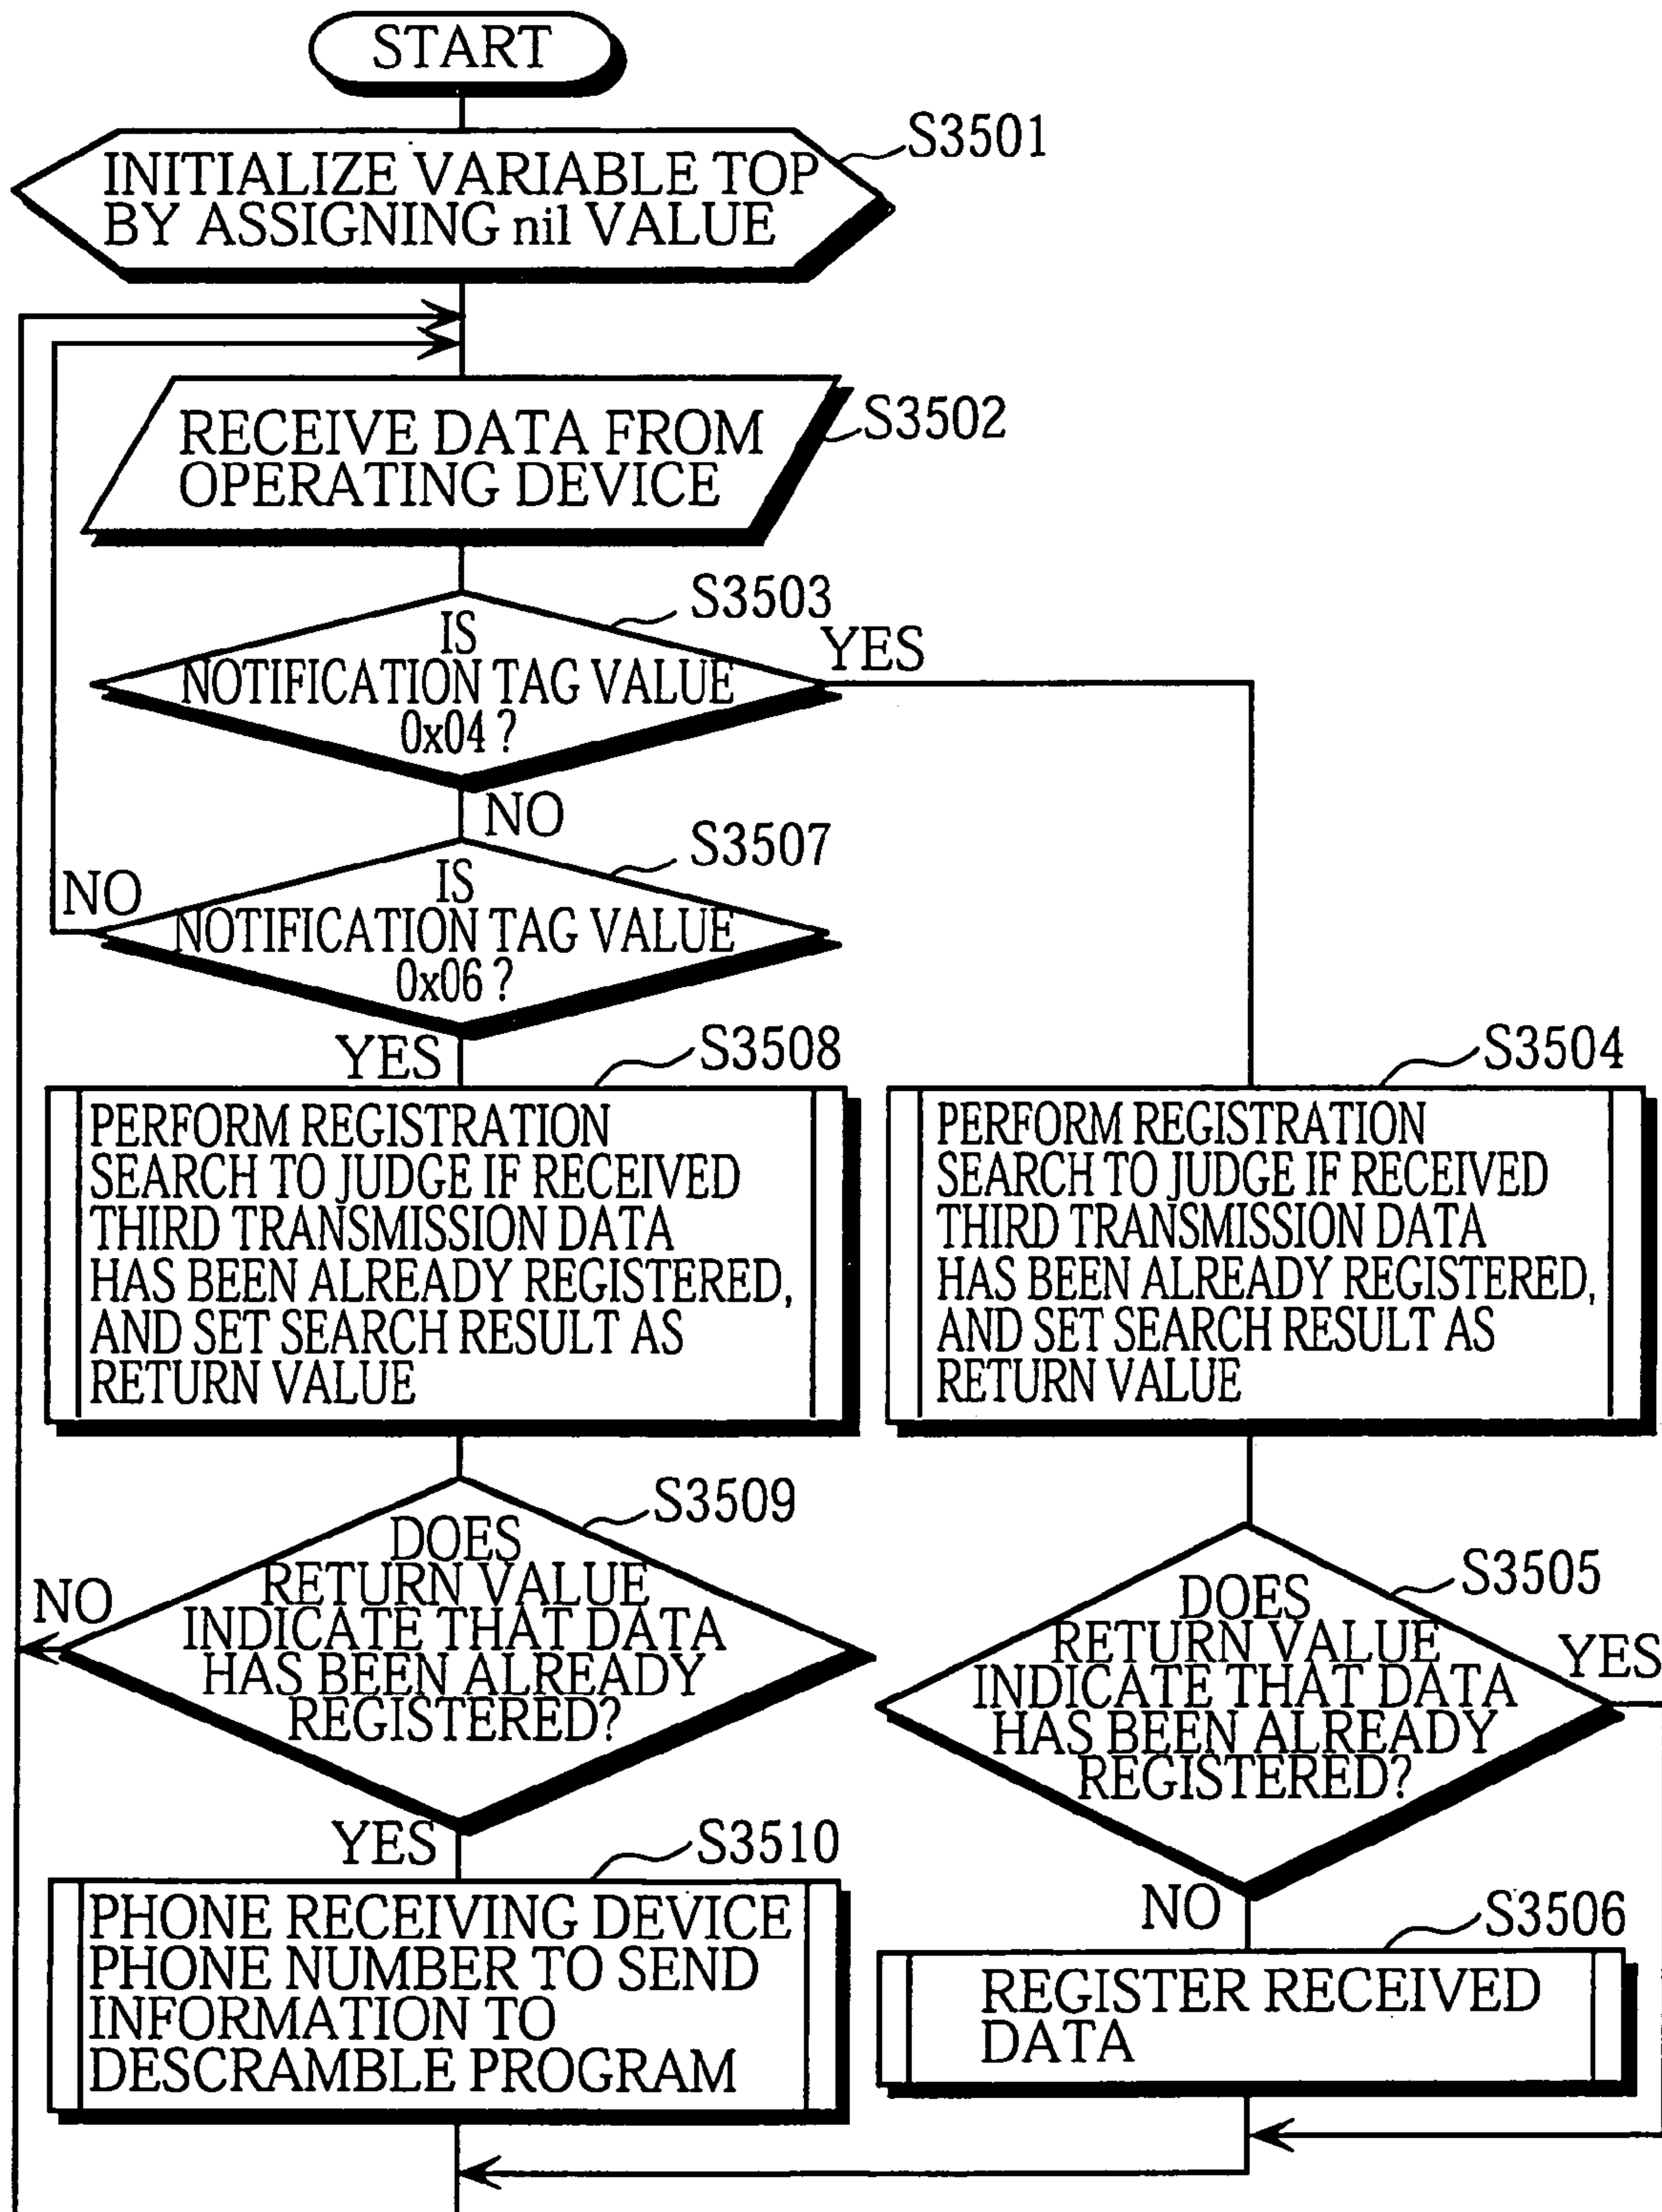 START
S3501
INITIALIZE VARIABLE TOP
BY ASSIGNING nil VALUE
S3502
RECEIVE DATA FROM
OPERATING DEVICE
S3503
IS
NOTIFICATION TAG VALUE
0x04 ?
YES
NO
S3507
IS
NOTIFICATION TAG VALUE
0x06 ?
NO
YES
S3508
PERFORM REGISTRATION
SEARCH TO JUDGE IF RECEIVED
THIRD TRANSMISSION DATA
HAS BEEN ALREADY REGISTERED,
AND SET SEARCH RESULT AS
RETURN VALUE
S3504
PERFORM REGISTRATION
SEARCH TO JUDGE IF RECEIVED
THIRD TRANSMISSION DATA
HAS BEEN ALREADY REGISTERED,
AND SET SEARCH RESULT AS
RETURN VALUE
S3509
DOES
RETURN VALUE
INDICATE THAT DATA
HAS BEEN ALREADY
REGISTERED?
NO
YES
S3505
DOES
RETURN VALUE
INDICATE THAT DATA
HAS BEEN ALREADY
REGISTERED?
YES
NO
S3510
PHONE RECEIVING DEVICE
PHONE NUMBER TO SEND
INFORMATION TO
DESCRAMBLE PROGRAM
S3506
REGISTER RECEIVED
DATA